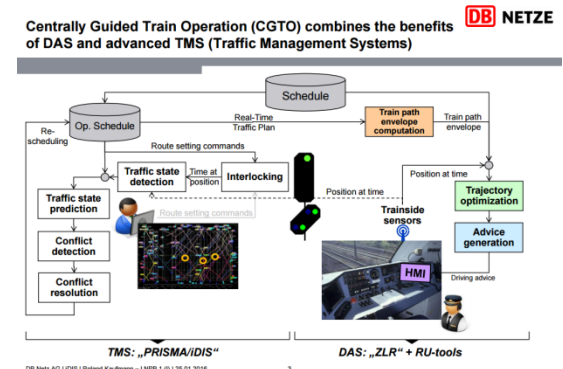 Centrally Guided Train Operation (CGTO) combines the benefits
of DAS and advanced TMS (Traffic Management Systems)
DB NETZE
Schedule
Op. Schedule
Re-
scheduling
Real-Time
Traffic Plan
Train path
envelope
computation
Train path
envelope
Route setting commands
Traffic state
detection
Time at
position
Interlocking
Position at time
Position at time
Traffic state
prediction
Route setting commands
Trainside
sensors
Trajectory
optimization
Conflict
detection
Advice
generation
HMI
Conflict
resolution
Driving advice
TMS: „PRISMA/iDIS“
DAS: „ZLR“ + RU-tools